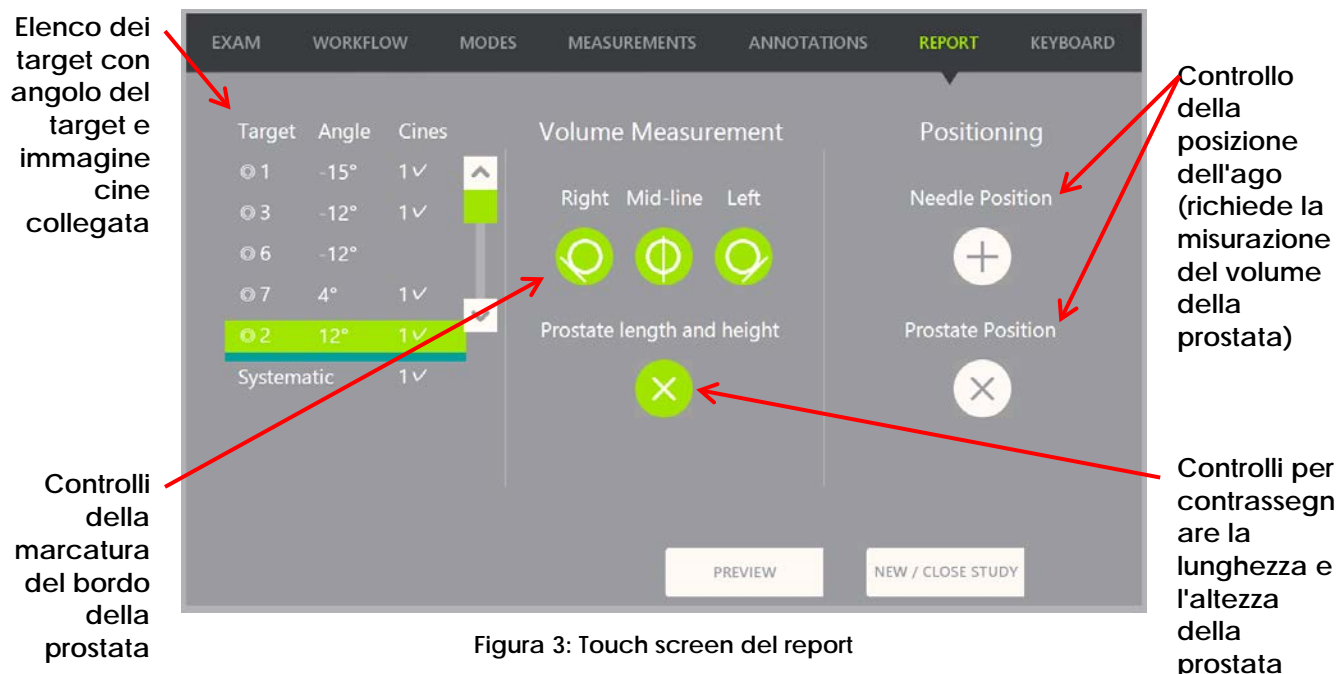 Elenco dei
target con
angolo del
target e
immagine
cine
collegata
EXAM WORKFLOW MODES MEASUREMENTS ANNOTATIONS REPORT KEYBOARD
Target Angle Cines
1 -15° 1✓
3 -12° 1✓
6 -12°
7 4° 1✓
2 12° 1✓
Systematic 1✓
Volume Measurement
Right Mid-line Left
Prostate length and height
Positioning
Needle Position
Prostate Position
PREVIEW NEW / CLOSE STUDY
Controllo
della
posizione
dell'ago
(richiede la
misurazione
del volume
della
prostata)
Controlli
della
marcatura
del bordo
della
prostata
Controlli per
contrassegn
are la
lunghezza e
l'altezza
della
prostata
Figura 3: Touch screen del report